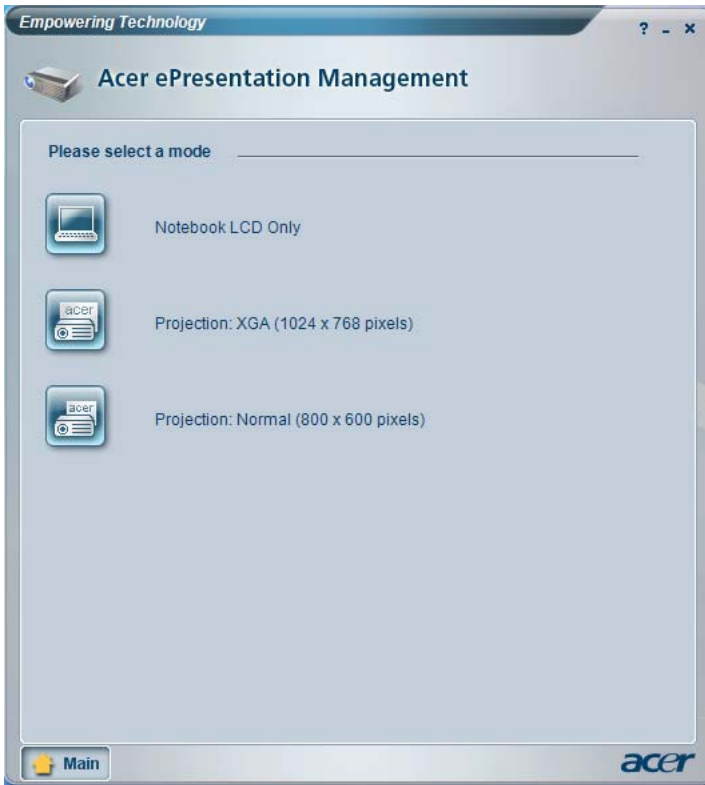 Empowering Technology
? - ×
Acer ePresentation Management
Please select a mode
Notebook LCD Only
acer
Projection: XGA (1024 x 768 pixels)
acer
Projection: Normal (800 x 600 pixels)
Main
acer